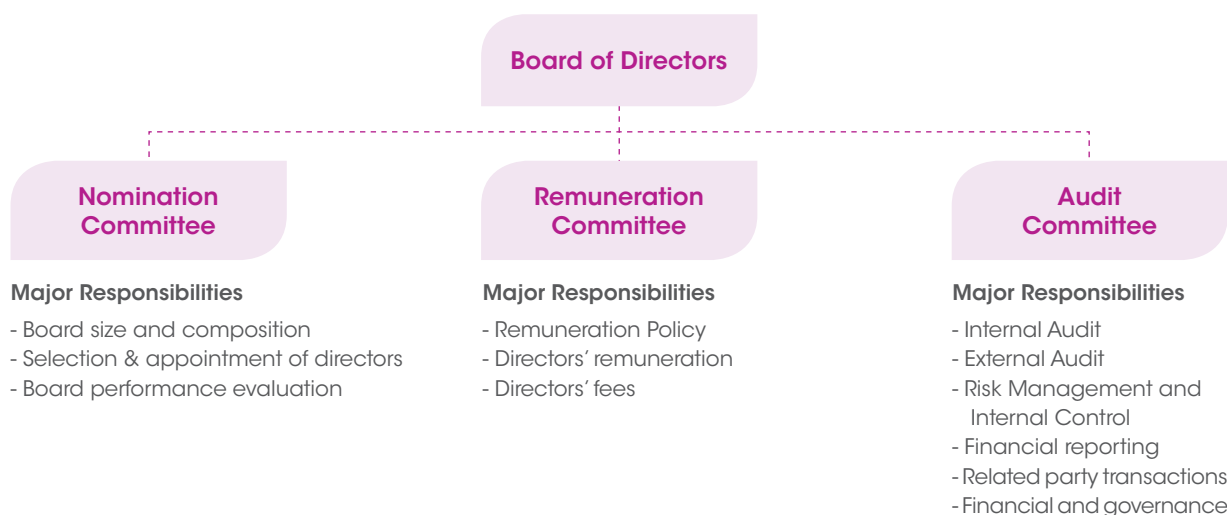 Board of Directors
Nomination
Committee
Major Responsibilities
- Board size and composition
- Selection & appointment of directors
- Board performance evaluation
Remuneration
Committee
Major Responsibilities
- Remuneration Policy
- Directors’ remuneration
- Directors’ fees
Audit
Committee
Major Responsibilities
- Internal Audit
- External Audit
- Risk Management and
Internal Control
- Financial reporting
- Related party transactions
- Financial and governance